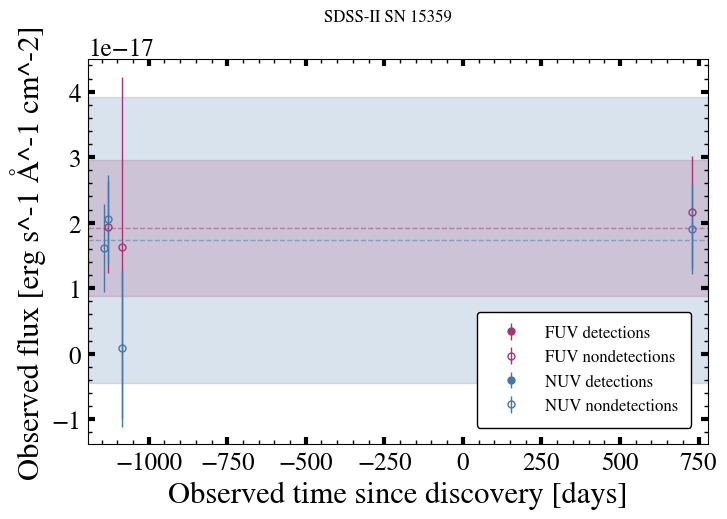 SDSS-II SN 15359
1e−17
Observed flux [erg s^-1 Å^-1 cm^-2]
4
3
2
1
0
−1
FUV detections
FUV nondetections
NUV detections
NUV nondetections
−1000 −750 −500 −250 0 250 500 750
Observed time since discovery [days]